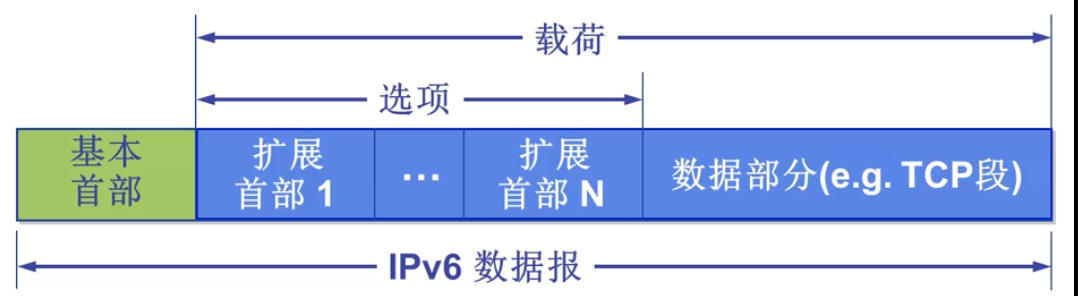 载荷
选项
基本
首部
扩展
首部 1
...
扩展
首部 N
数据部分(e.g. TCP段)
IPv6 数据报